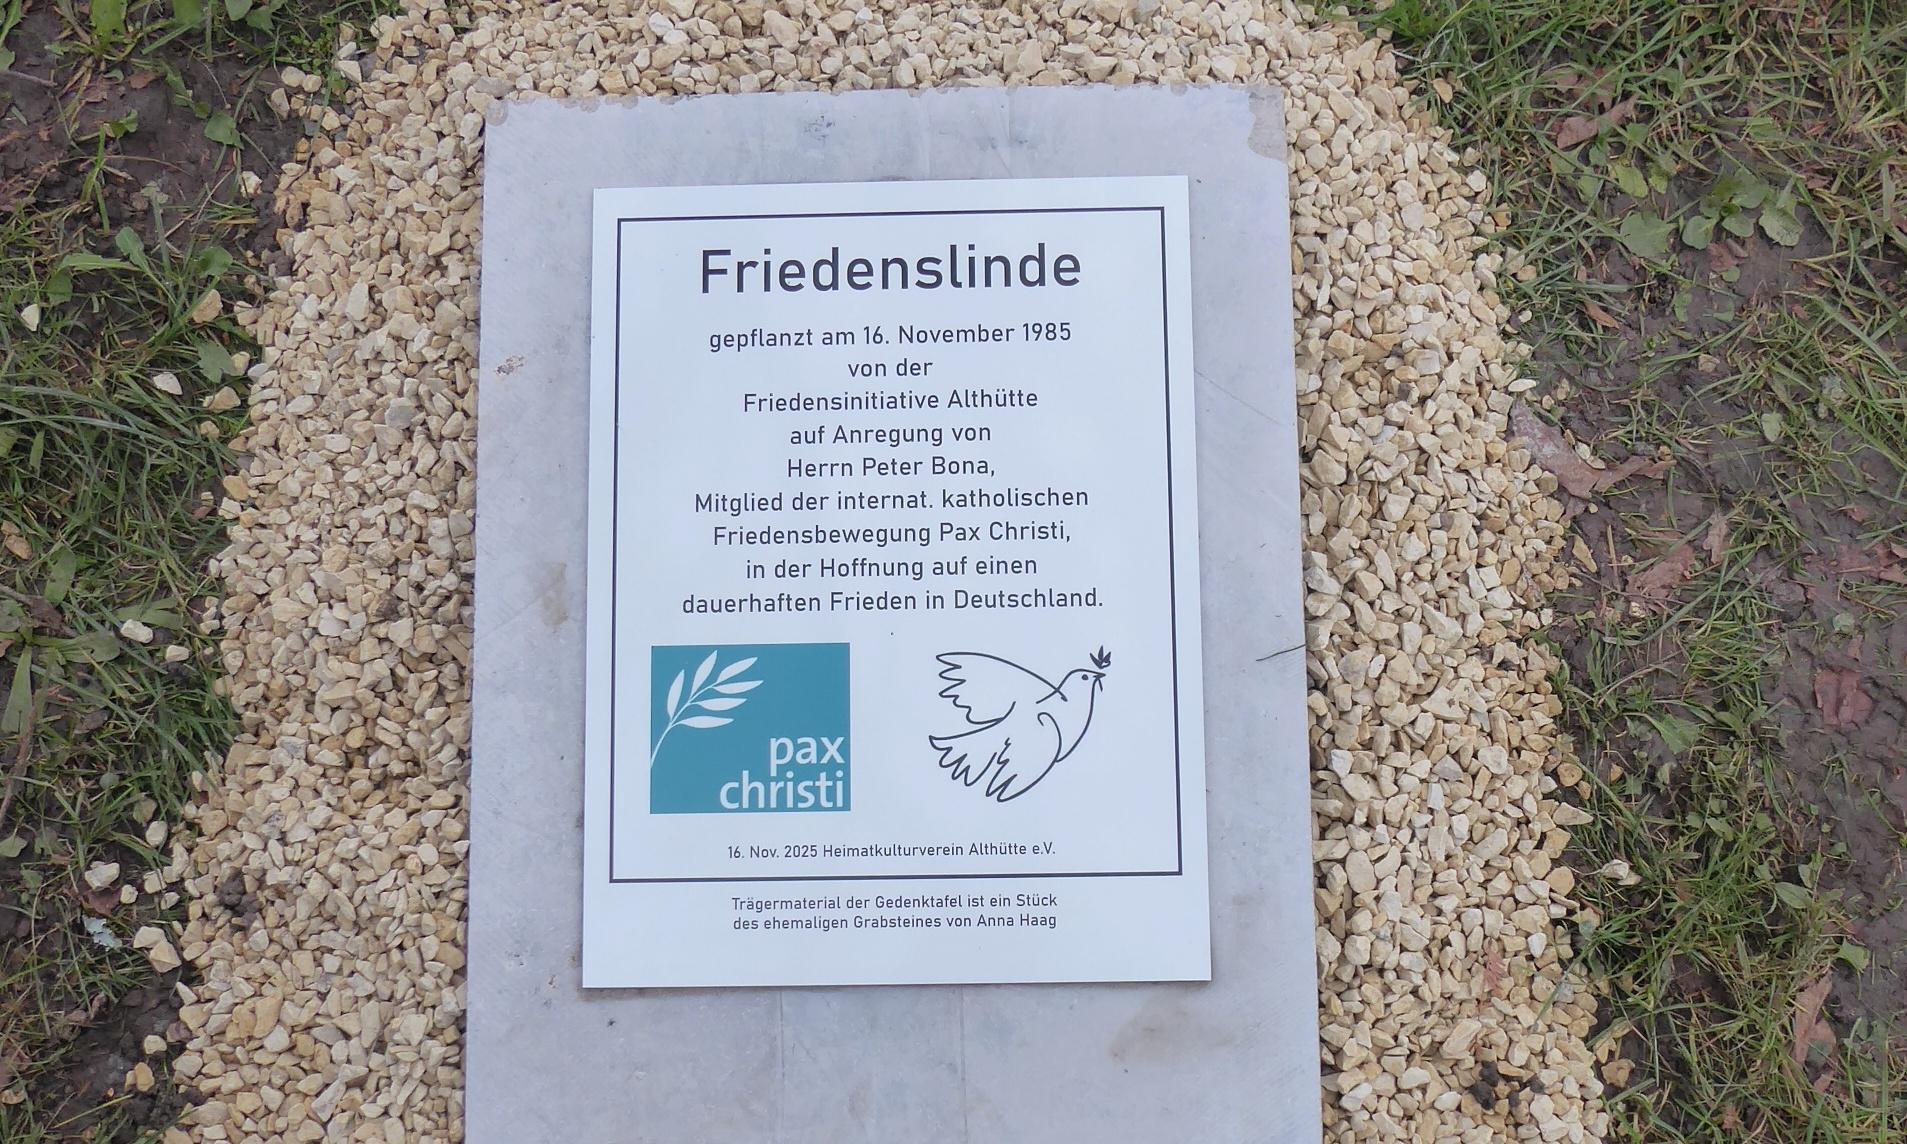 Friedenslinde
gepflanzt am 16. November 1985
von der
Friedensinitiative Althütte
auf Anregung von
Herrn Peter Bona,
Mitglied der internat. katholischen
Friedensbewegung Pax Christi,
in der Hoffnung auf einen
dauerhaften Frieden in Deutschland.
pax
christi
16. Nov. 2025 Heimatkulturverein Althütte e.V.
Trägermaterial der Gedenktafel ist ein Stück
des ehemaligen Grabsteines von Anna Haag